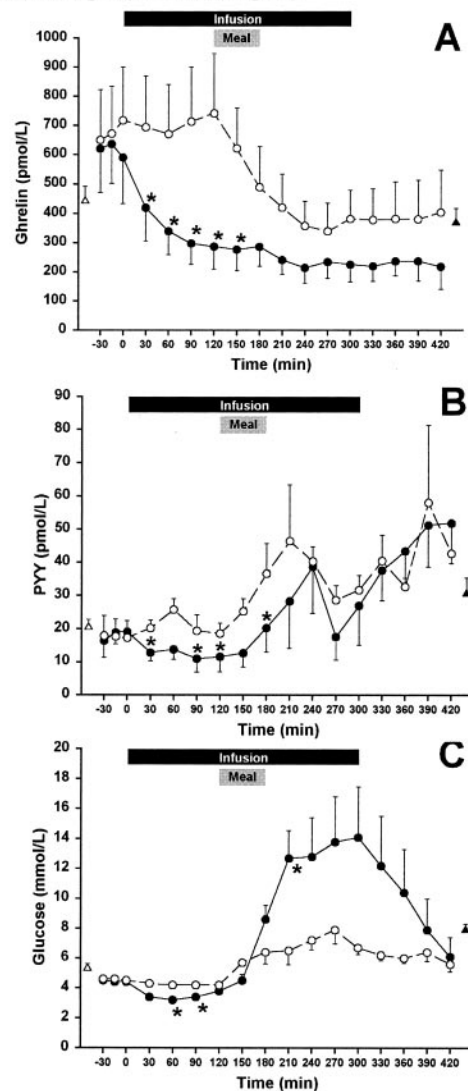 Infusion
Meal
A
Ghrelin (pmol/L)
1000
900
800
700
600
500
400
300
200
100
0
* * * * *
-30 0 30 60 90 120 150 180 210 240 270 300 330 360 390 420
Time (min)
Infusion
Meal
B
PYY (pmol/L)
90
80
70
60
50
40
30
20
10
0
* * * *
-30 0 30 60 90 120 150 180 210 240 270 300 330 360 390 420
Time (min)
Infusion
Meal
C
Glucose (mmol/L)
20
18
16
14
12
10
8
6
4
2
0
* * *
-30 0 30 60 90 120 150 180 210 240 270 300 330 360 390 420
Time (min)